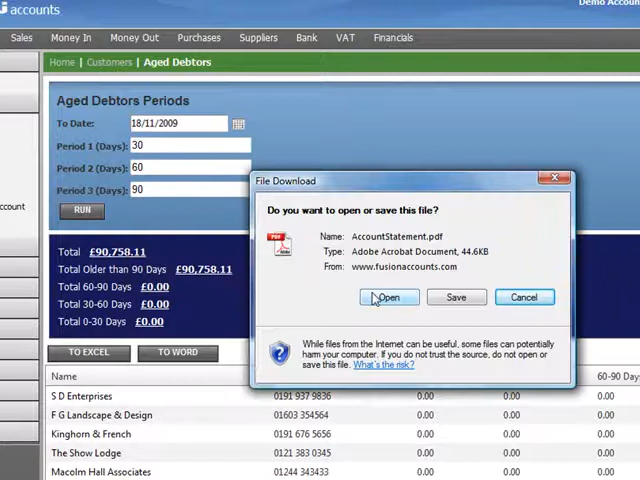 accounts
Demo Accoun
Sales Money In Money Out Purchases Suppliers Bank VAT Financials
Home | Customers | Aged Debtors
Aged Debtors Periods
To Date: 18/11/2009
Period 1 (Days): 30
Period 2 (Days): 60
Period 3 (Days): 90
RUN
ccount
File Download
Do you want to open or save this file?
Name: AccountStatement.pdf
Type: Adobe Acrobat Document, 44.6KB
From: www.fusionaccounts.com
Open Save Cancel
While files from the Internet can be useful, some files can potentially
harm your computer. If you do not trust the source, do not open or
save this file. What's the risk?
Total £90,758.11
Total Older than 90 Days £90,758.11
Total 60-90 Days £0.00
Total 30-60 Days £0.00
Total 0-30 Days £0.00
TO EXCEL TO WORD
Name 60-90 Days
S D Enterprises 0191 937 9836 0.00 0.00 0.00
F G Landscape & Design 01603 354564 0.00 0.00 0.00
Kinghorn & French 0191 676 5656 0.00 0.00 0.00
The Show Lodge 0121 383 0345 0.00 0.00 0.00
Macolm Hall Associates 01244 343433 0.00 0.00 0.00